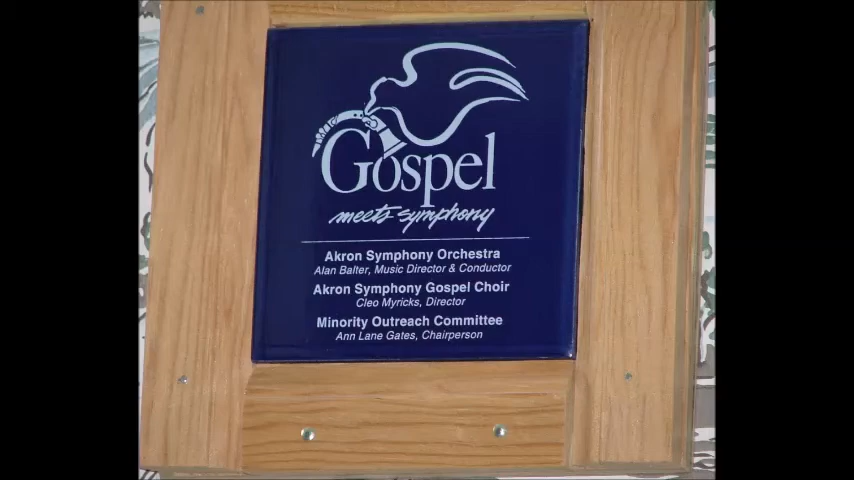 Gospel
meets symphony
Akron Symphony Orchestra
Alan Balter, Music Director & Conductor
Akron Symphony Gospel Choir
Cleo Myricks, Director
Minority Outreach Committee
Ann Lane Gates, Chairperson